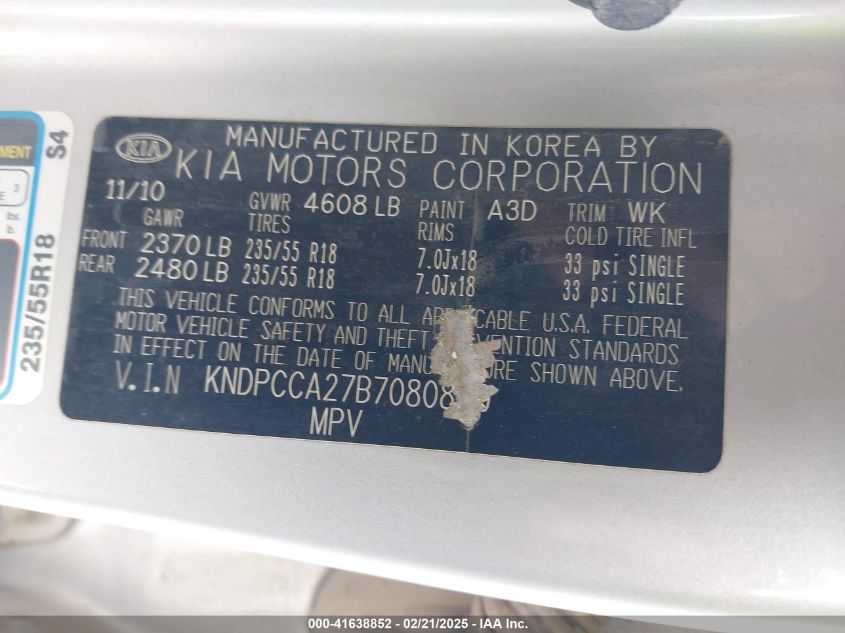 MENT
3
E
lbs.
lb.
235/55R18 S4
KIA
MANUFACTURED IN KOREA BY
KIA MOTORS CORPORATION
11/10 GVWR 4608 LB PAINT A3D TRIM WK
GAWR TIRES RIMS COLD TIRE INFL
FRONT 2370 LB 235/55 R18 7.0Jx18 33 psi SINGLE
REAR 2480 LB 235/55 R18 7.0Jx18 33 psi SINGLE
THIS VEHICLE CONFORMS TO ALL AP CABLE U.S.A. FEDERAL
MOTOR VEHICLE SAFETY AND THEFT VENTION STANDARDS
IN EFFECT ON THE DATE OF MANU RE SHOWN ABOVE.
V.I.N KNDPCCA27B70808
MPV
000-41638852 / 02/21/2025 - IAA Inc.